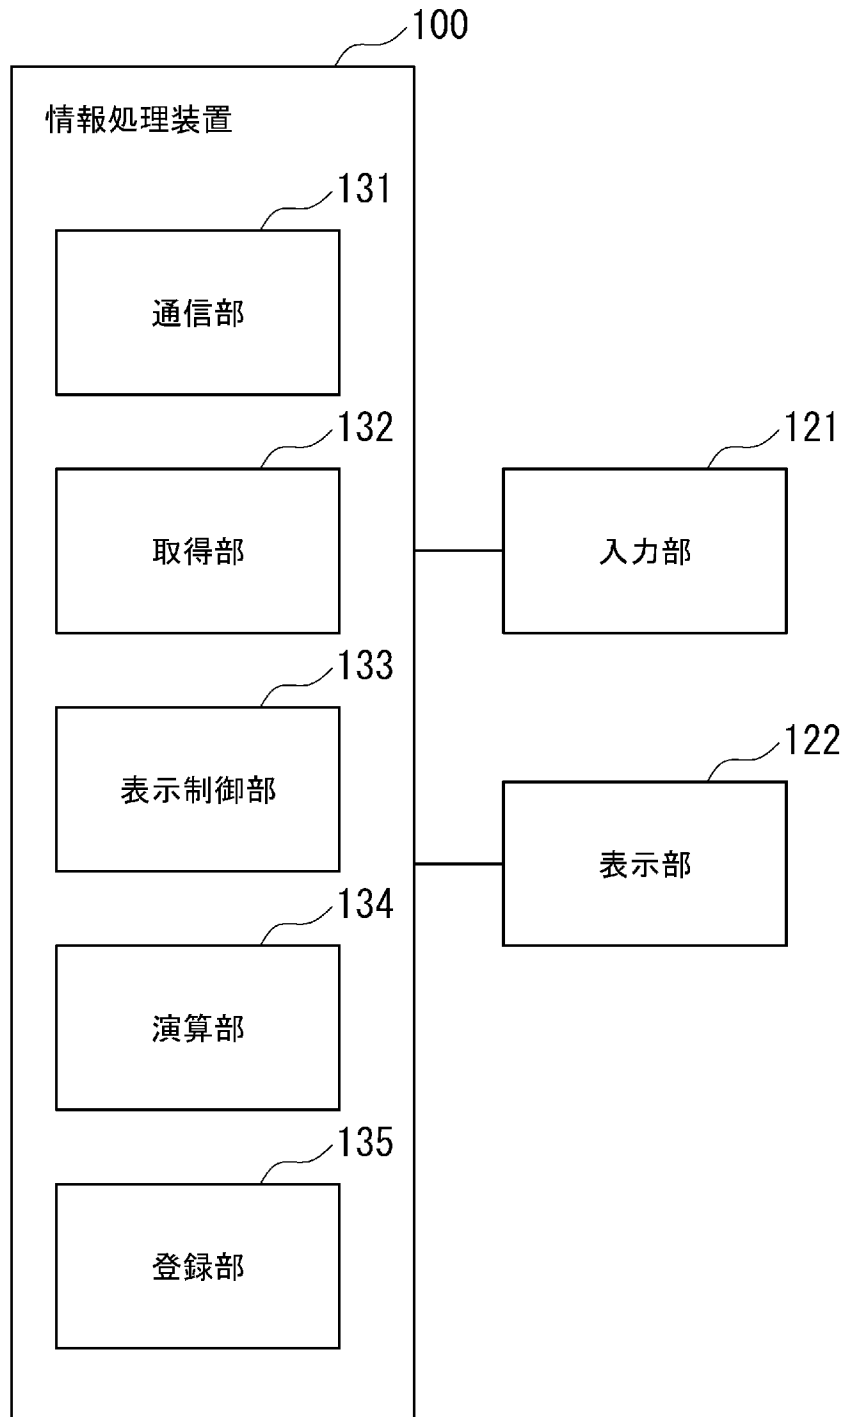 100
情報処理装置
131
通信部
132
取得部
121
入力部
133
表示制御部
122
表示部
134
演算部
135
登録部